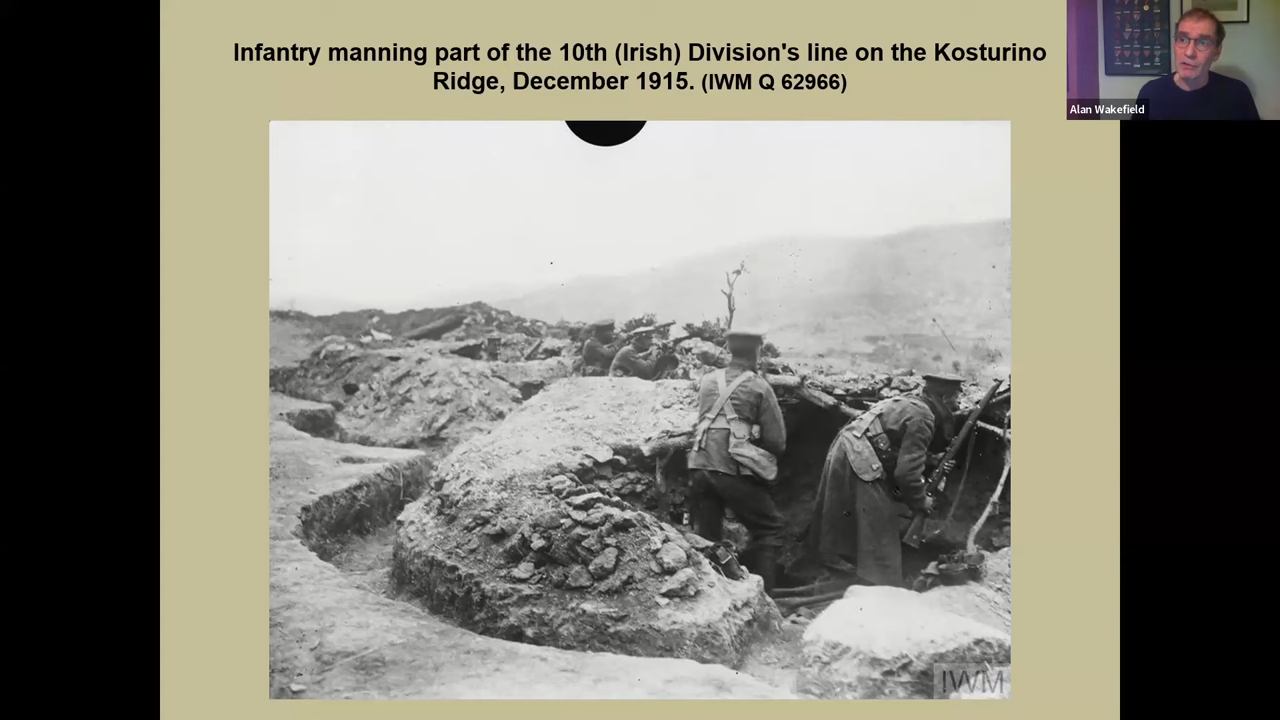 Infantry manning part of the 10th (Irish) Division's line on the Kosturino
Ridge, December 1915. (IWM Q 62966)
Alan Wakefield
IWM